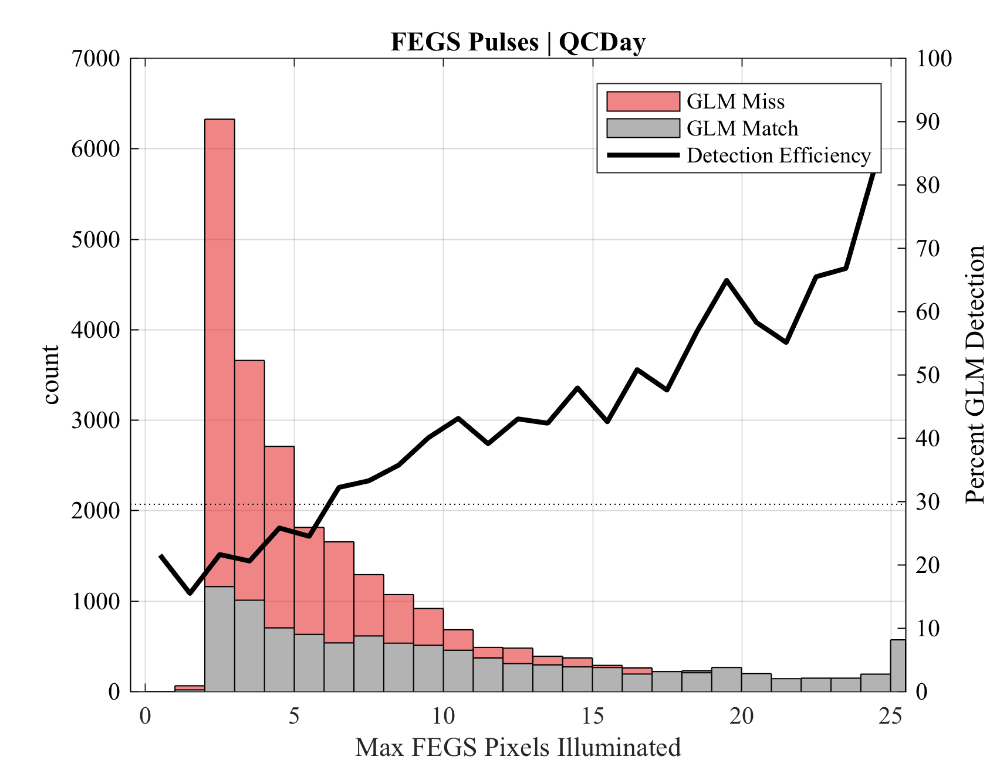 FEGS Pulses | QCDay
7000
6000
5000
4000
3000
2000
1000
0
count
100
90
80
70
60
50
40
30
20
10
0
Percent GLM Detection
GLM Miss
GLM Match
Detection Efficiency
0 5 10 15 20 25
Max FEGS Pixels Illuminated